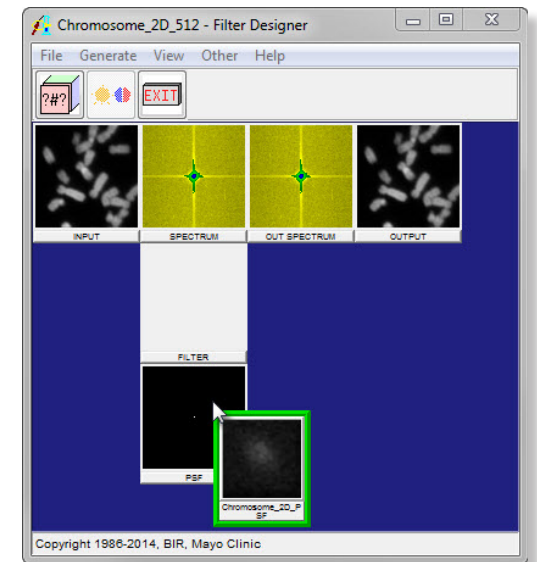 Chromosome_2D_512 - Filter Designer
File Generate View Other Help
?#? EXIT
INPUT SPECTRUM OUT SPECTRUM OUTPUT
FILTER
PSF
Chromosome_2D_P
SF
Copyright 1986-2014, BIR, Mayo Clinic